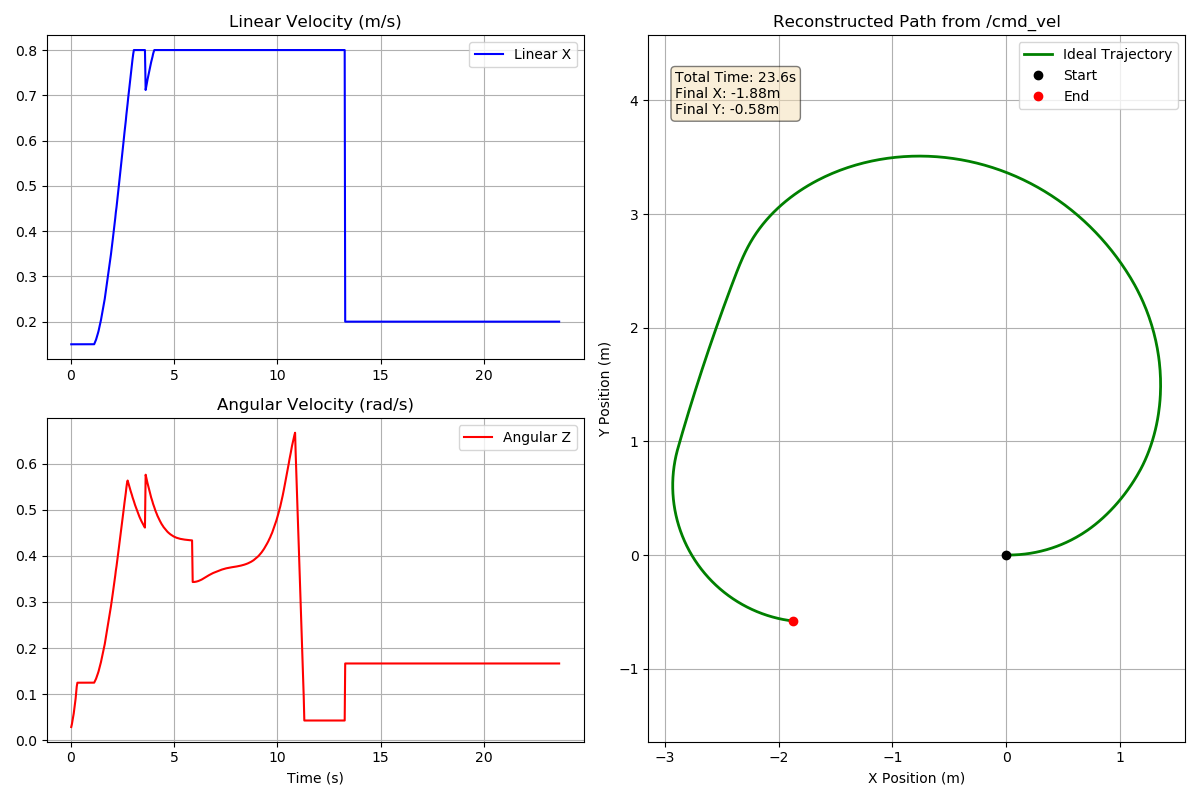 Linear Velocity (m/s)
0.8
0.7
0.6
0.5
0.4
0.3
0.2
0 5 10 15 20
Linear X
Angular Velocity (rad/s)
0.6
0.5
0.4
0.3
0.2
0.1
0.0
0 5 10 15 20
Time (s)
Angular Z
Reconstructed Path from /cmd_vel
Total Time: 23.6s
Final X: -1.88m
Final Y: -0.58m
Ideal Trajectory
Start
End
Y Position (m)
4
3
2
1
0
−1
−3 −2 −1 0 1
X Position (m)